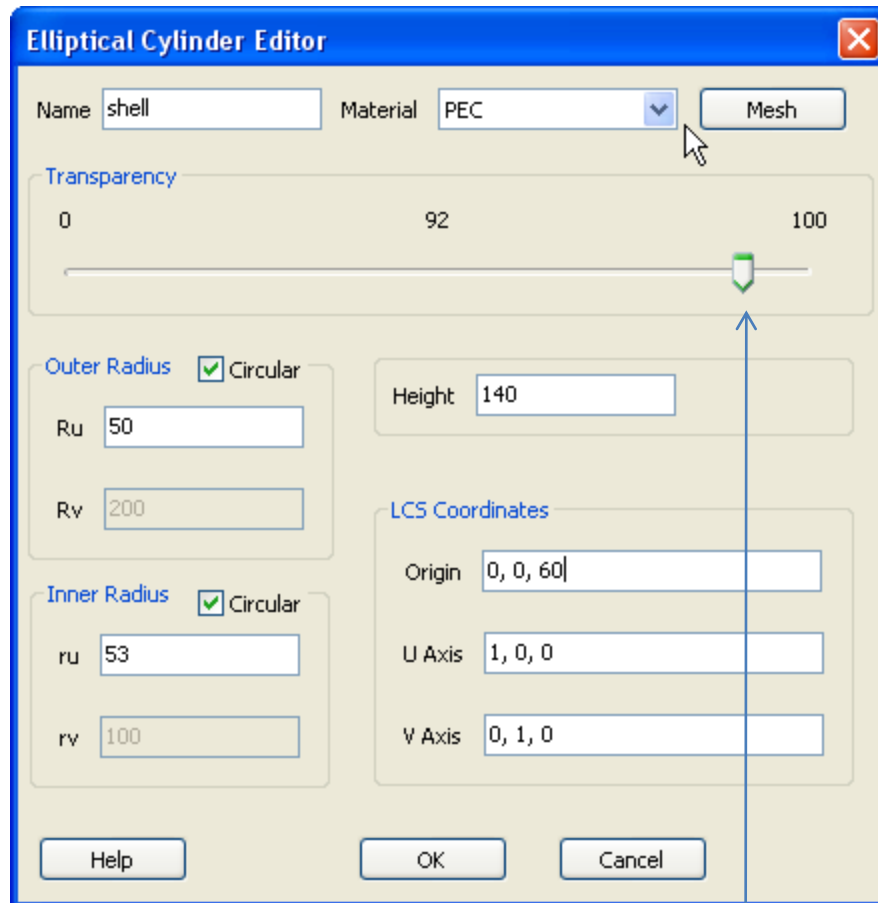 Elliptical Cylinder Editor
Name shell Material PEC Mesh
Transparency
0 92 100
Outer Radius Circular
Ru 50
Rv 200
Height 140
Inner Radius Circular
ru 53
rv 100
LCS Coordinates
Origin 0, 0, 60
U Axis 1, 0, 0
V Axis 0, 1, 0
Help OK Cancel